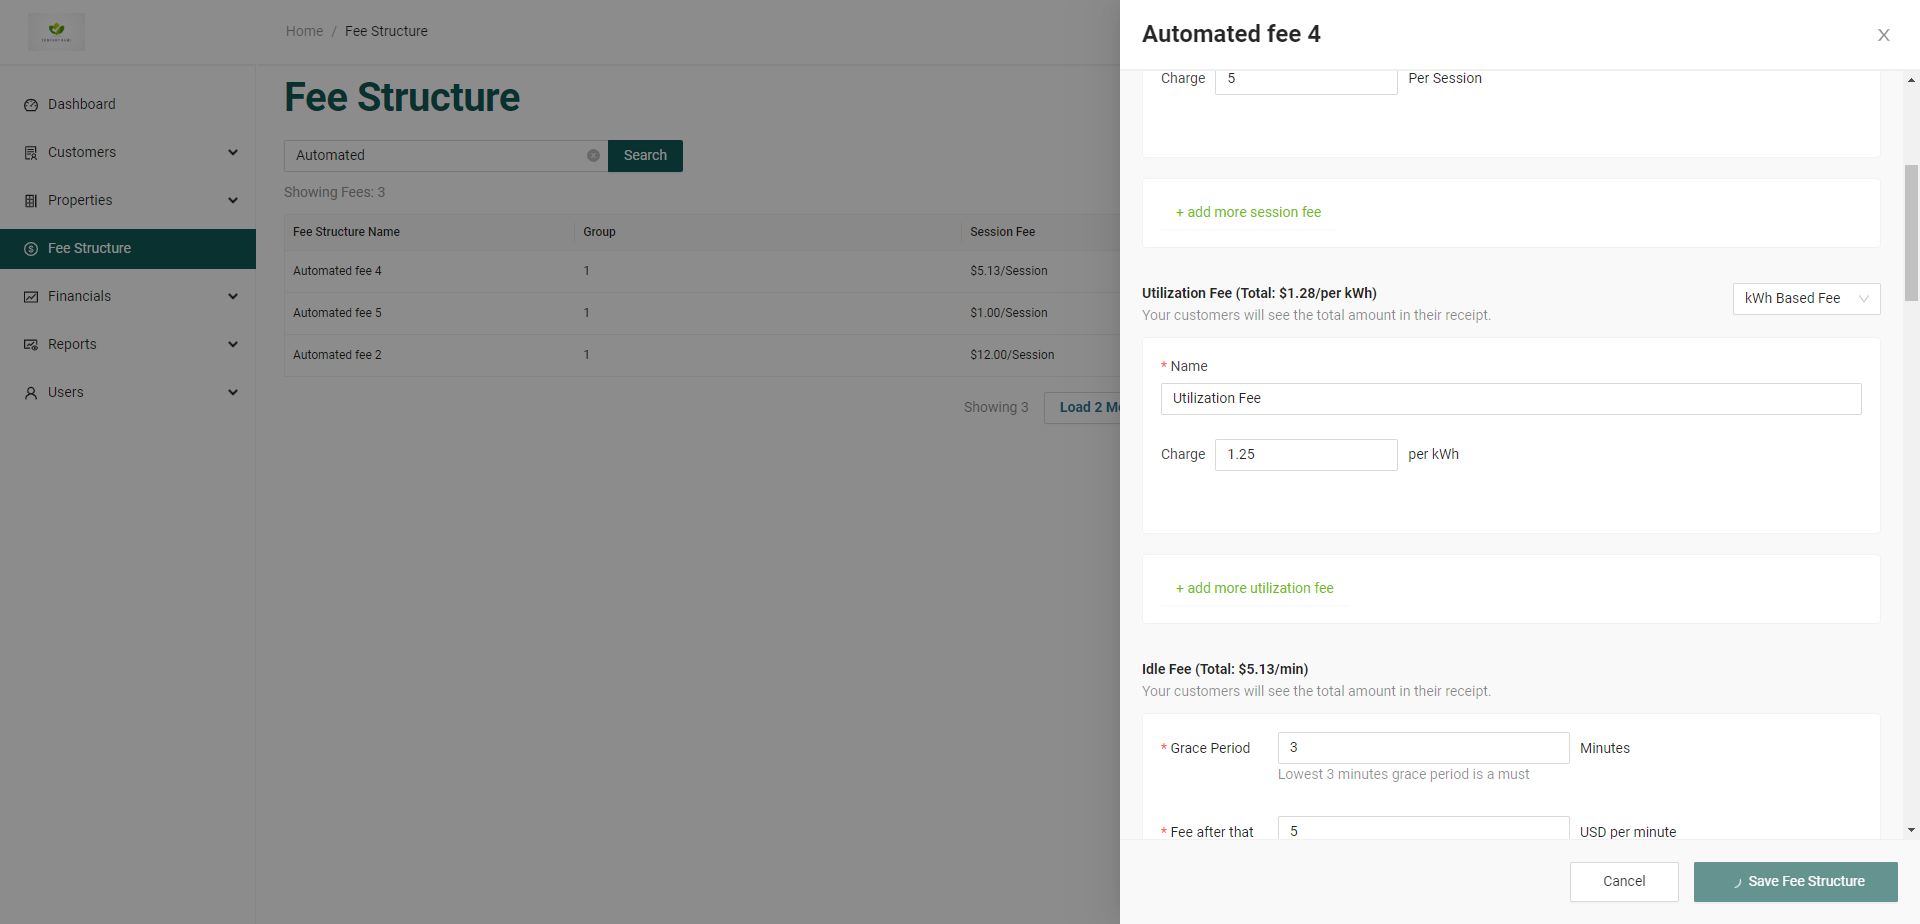 Home / Fee Structure
Dashboard
Customers
Properties
Fee Structure
Financials
Reports
Users
Fee Structure
Automated
Search
Showing Fees: 3
Fee Structure Name Group Session Fee
Automated fee 4 1 $5.13/Session
Automated fee 5 1 $1.00/Session
Automated fee 2 1 $12.00/Session
Showing 3 Load 2
Automated fee 4
Charge 5 Per Session
+ add more session fee
Utilization Fee (Total: $1.28/per kWh)
kWh Based Fee
Your customers will see the total amount in their receipt.
* Name
Utilization Fee
Charge 1.25 per kWh
+ add more utilization fee
Idle Fee (Total: $5.13/min)
Your customers will see the total amount in their receipt.
* Grace Period 3 Minutes
Lowest 3 minutes grace period is a must
* Fee after that 5 USD per minute
Cancel Save Fee Structure